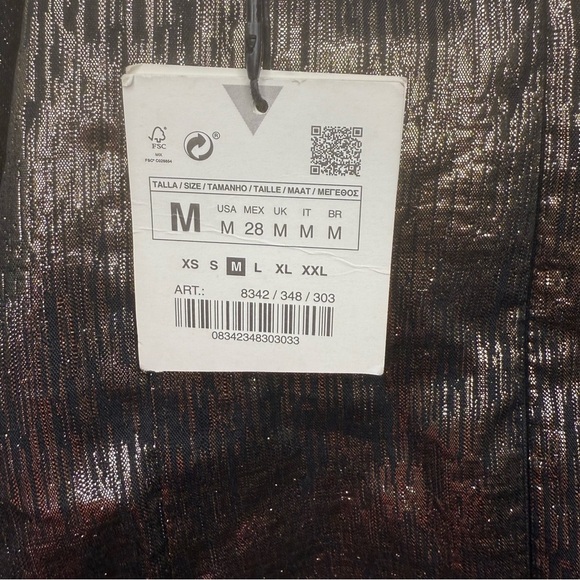 FSC
®
TALLA / SIZE / TAMANHO / TAILLE / MAAT / ΜΕΓΕΘΟΣ
M
USA MEX UK IT BR
M 28 M M M
XS S M L XL XXL
ART.: 8342 / 348 / 303
08342348303033